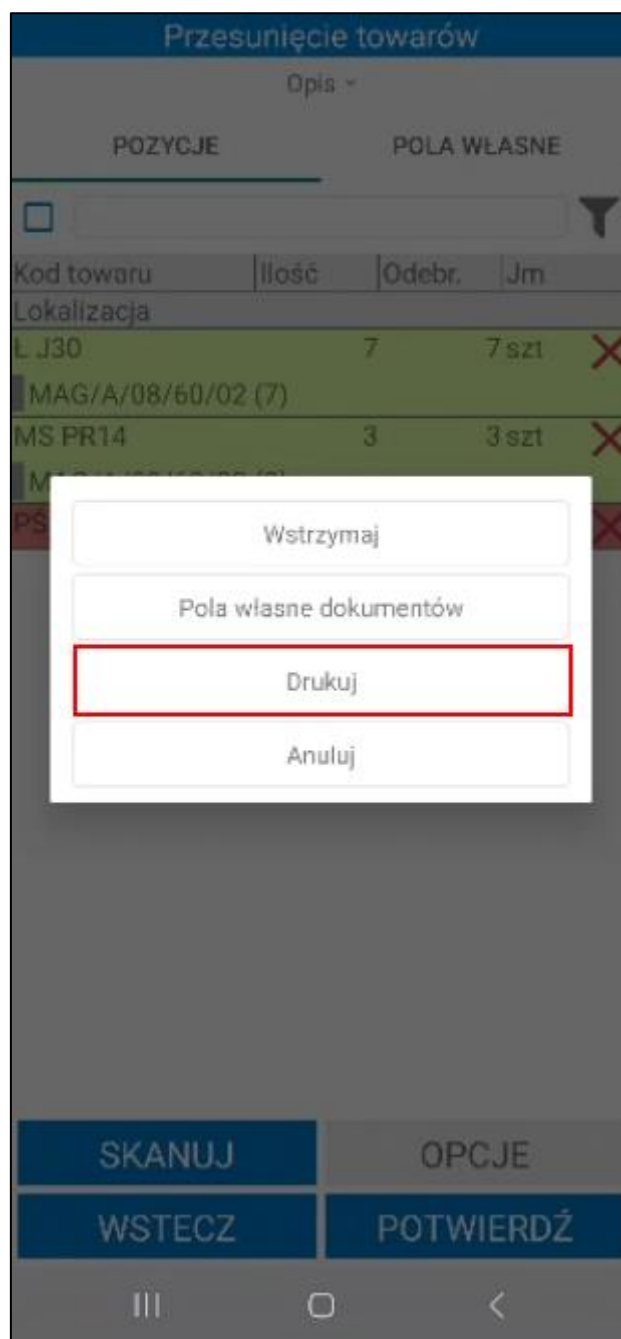 Przesunięcie towarów
Opis
POZYCJE POLA WŁASNE
Kod towaru Ilość Odebr. Jm
Lokalizacja
Ł J30 7 7 szt
MAG/A/08/60/02 (7)
MS PR14 3 3 szt
PŚ
Wstrzymaj
Pola własne dokumentów
Drukuj
Anuluj
SKANUJ OPCJE
WSTECZ POTWIERDŹ